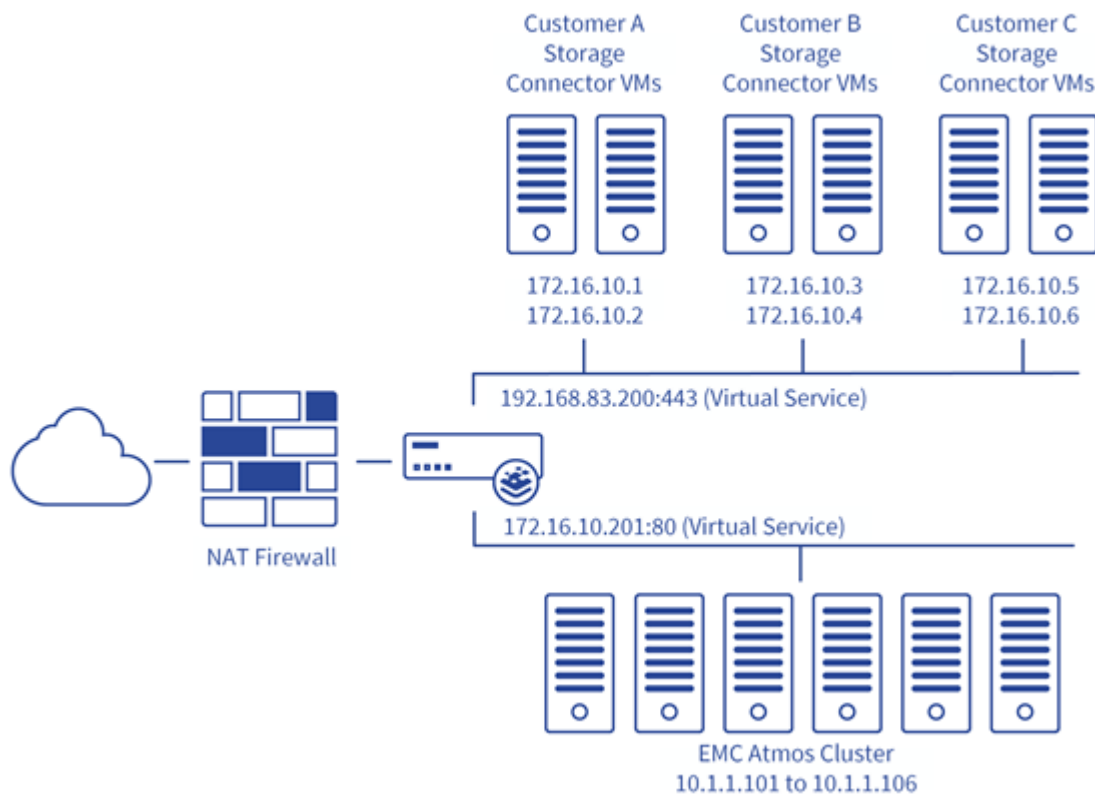 Customer A
Storage
Connector VMs
Customer B
Storage
Connector VMs
Customer C
Storage
Connector VMs
172.16.10.1
172.16.10.2
172.16.10.3
172.16.10.4
172.16.10.5
172.16.10.6
192.168.83.200:443 (Virtual Service)
NAT Firewall
172.16.10.201:80 (Virtual Service)
EMC Atmos Cluster
10.1.1.101 to 10.1.1.106